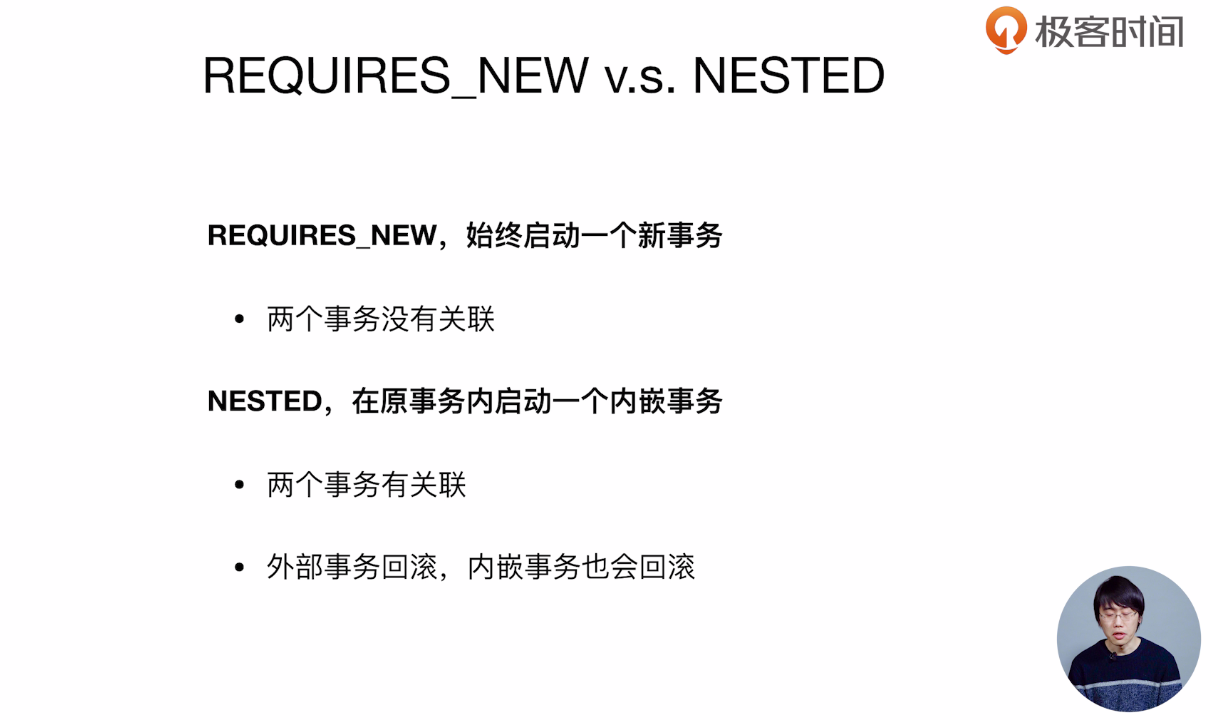 极客时间
REQUIRES_NEW v.s. NESTED
REQUIRES_NEW，始终启动一个新事务
• 两个事务没有关联
NESTED，在原事务内启动一个内嵌事务
• 两个事务有关联
• 外部事务回滚，内嵌事务也会回滚